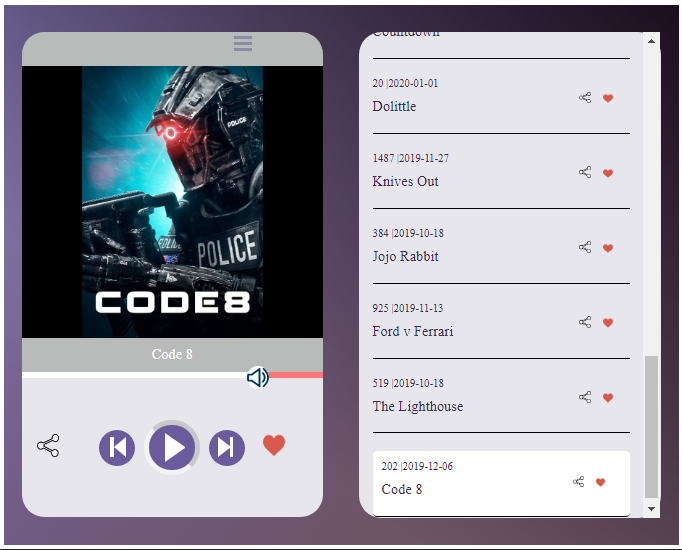 POLICE
POLICE
POLICE
CODE8
Code 8
Countdown
20 |2020-01-01
Dolittle
1487 |2019-11-27
Knives Out
384 |2019-10-18
Jojo Rabbit
925 |2019-11-13
Ford v Ferrari
519 |2019-10-18
The Lighthouse
202 |2019-12-06
Code 8